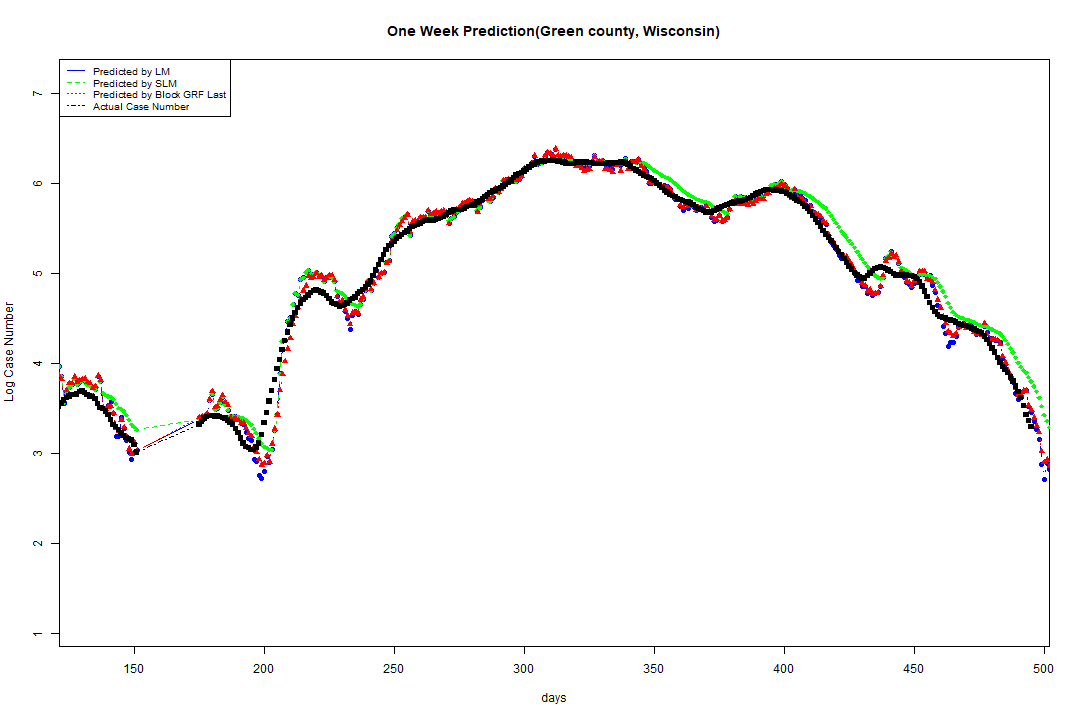 One Week Prediction(Green county, Wisconsin)
Predicted by LM
Predicted by SLM
Predicted by Block GRF Last
Actual Case Number
7
6
5
4
3
2
1
Log Case Number
150 200 250 300 350 400 450 500
days